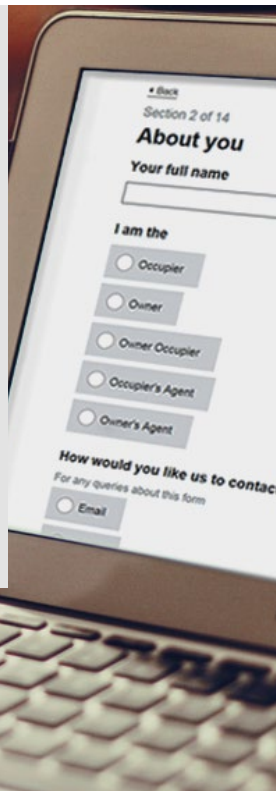 Back
Section 2 of 14
About you
Your full name
I am the
Occupier
Owner
Owner Occupier
Occupier's Agent
Owner's Agent
How would you like us to contact
For any queries about this form
Email